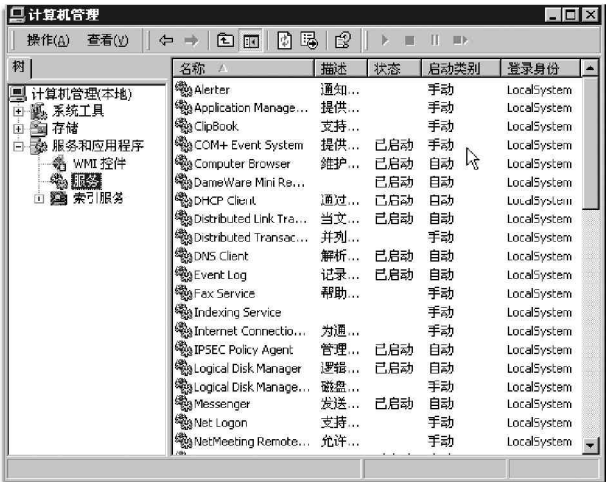 计算机管理
操作(A) 查看(V)
树
计算机管理(本地)
系统工具
存储
服务和应用程序
WMI 控件
服务
索引服务
名称 描述 状态 启动类别 登录身份
Alerter 通知... 手动 LocalSystem
Application Manage... 提供... 手动 LocalSystem
ClipBook 支持... 手动 LocalSystem
COM+ Event System 提供... 已启动 手动 LocalSystem
Computer Browser 维护... 已启动 自动 LocalSystem
DameWare Mini Re... 已启动 自动 LocalSystem
DHCP Client 通过... 已启动 自动 LocalSystem
Distributed Link Tra... 当文... 已启动 自动 LocalSystem
Distributed Transac... 并列... 手动 LocalSystem
DNS Client 解析... 已启动 自动 LocalSystem
Event Log 记录... 已启动 自动 LocalSystem
Fax Service 帮助... 手动 LocalSystem
Indexing Service 手动 LocalSystem
Internet Connectio... 为通... 手动 LocalSystem
IPSEC Policy Agent 管理... 已启动 自动 LocalSystem
Logical Disk Manager 逻辑... 已启动 自动 LocalSystem
Logical Disk Manage... 磁盘... 手动 LocalSystem
Messenger 发送... 已启动 自动 LocalSystem
Net Logon 支持... 手动 LocalSystem
NetMeeting Remote... 允许... 手动 LocalSystem